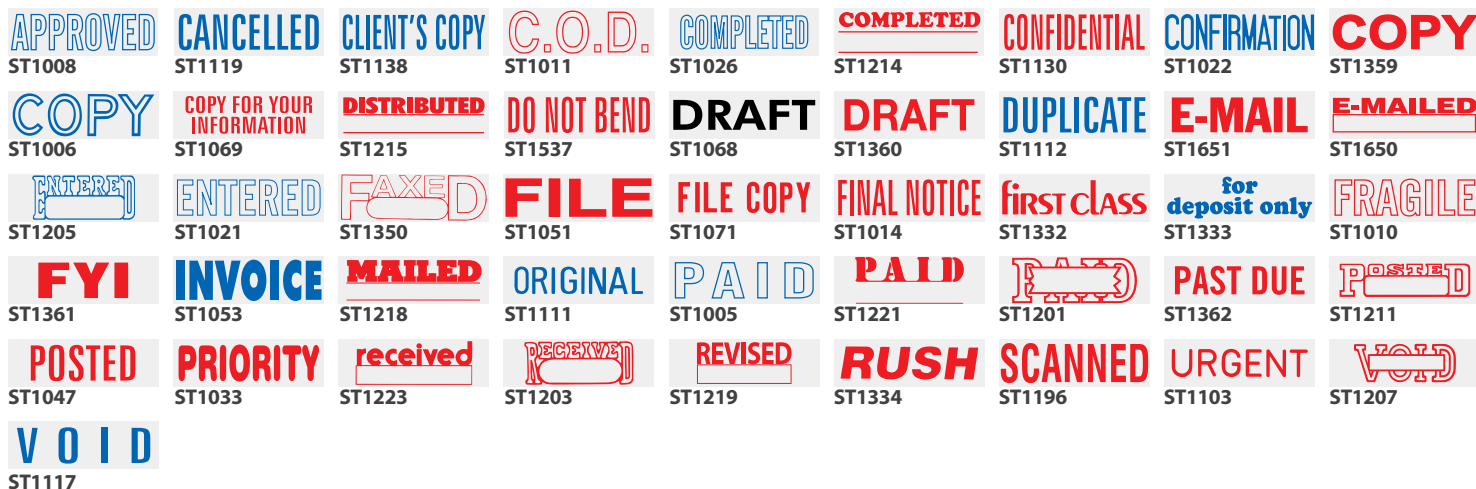 APPROVED CANCELLED CLIENT'S COPY C.O.D. COMPLETED COMPLETED CONFIDENTIAL CONFIRMATION COPY
ST1008 ST1119 ST1138 ST1011 ST1026 ST1214 ST1130 ST1022 ST1359
COPY COPY FOR YOUR INFORMATION DISTRIBUTED DO NOT BEND DRAFT DRAFT DUPLICATE E-MAIL E-MAILED
ST1006 ST1069 ST1215 ST1537 ST1068 ST1360 ST1112 ST1651 ST1650
ENTERED ENTERED FAXED FILE FILE COPY FINAL NOTICE first class for deposit only FRAGILE
ST1205 ST1021 ST1350 ST1051 ST1071 ST1014 ST1332 ST1333 ST1010
FYI INVOICE MAILED ORIGINAL PAID PAID PAID PAST DUE POSTED
ST1361 ST1053 ST1218 ST1111 ST1005 ST1221 ST1201 ST1362 ST1211
POSTED PRIORITY received RECEIVED REVISED RUSH SCANNED URGENT VOID
ST1047 ST1033 ST1223 ST1203 ST1219 ST1334 ST1196 ST1103 ST1207
VOID
ST1117